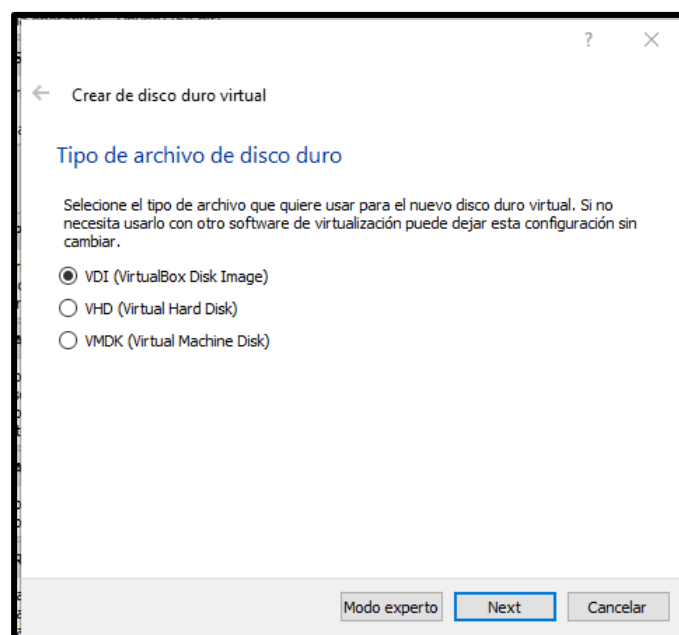 ?
Crear de disco duro virtual
Tipo de archivo de disco duro
Selecione el tipo de archivo que quiere usar para el nuevo disco duro virtual. Si no
necesita usarlo con otro software de virtualización puede dejar esta configuración sin
cambiar.
VDI (VirtualBox Disk Image)
VHD (Virtual Hard Disk)
VMDK (Virtual Machine Disk)
Modo experto Next Cancelar